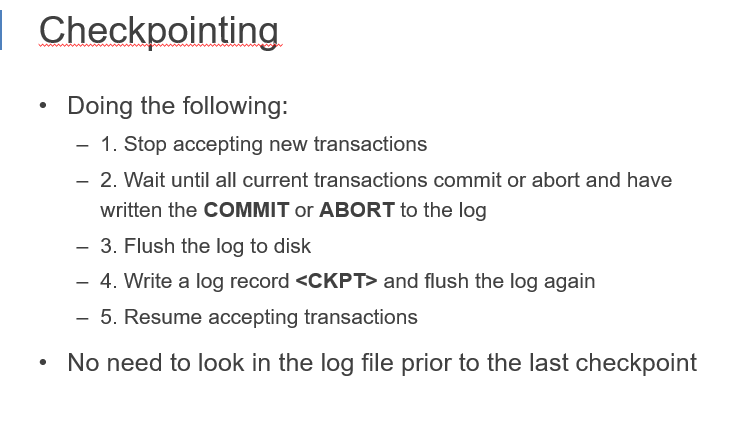 Checkpointing
• Doing the following:
– 1. Stop accepting new transactions
– 2. Wait until all current transactions commit or abort and have
written the COMMIT or ABORT to the log
– 3. Flush the log to disk
– 4. Write a log record <CKPT> and flush the log again
– 5. Resume accepting transactions
• No need to look in the log file prior to the last checkpoint